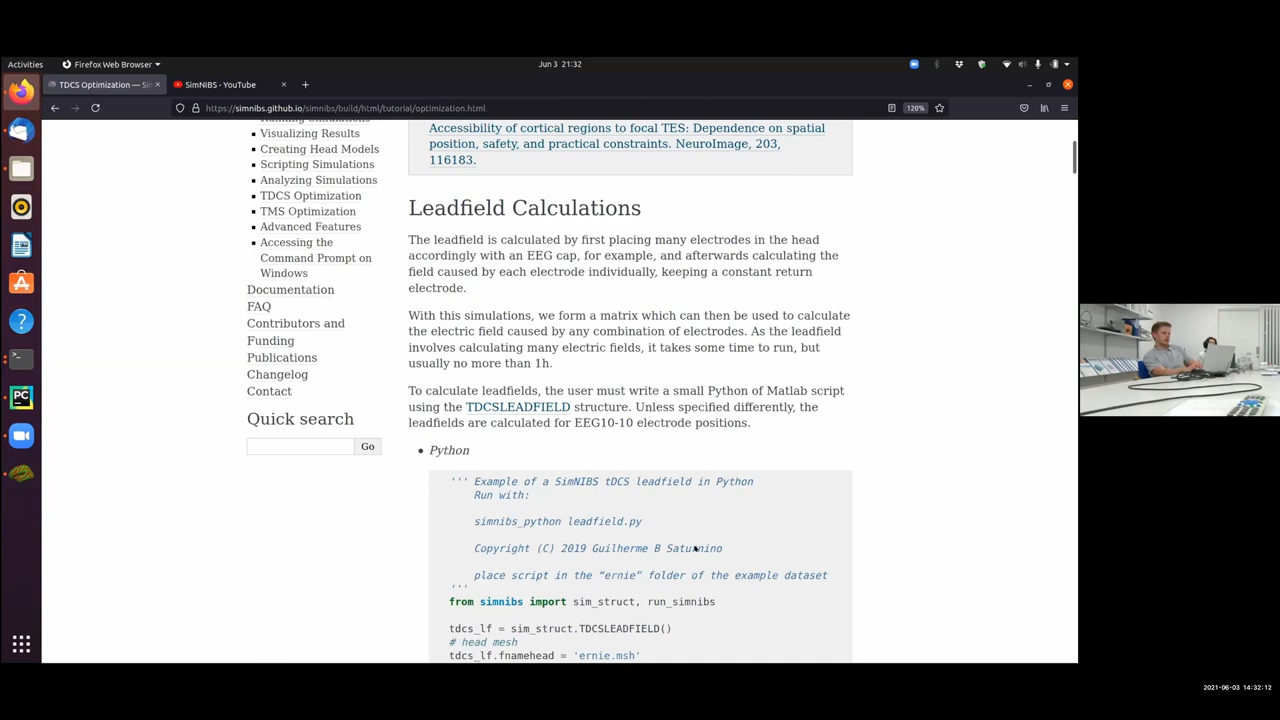 Activities
Firefox Web Browser
Jun 3 21:32
TDCS Optimization — Si
SimNIBS - YouTube
https://simnibs.github.io/simnibs/build/html/tutorial/optimization.html
120%
Visualizing Results
Creating Head Models
Scripting Simulations
Analyzing Simulations
TDCS Optimization
TMS Optimization
Advanced Features
Accessing the
Command Prompt on
Windows
Documentation
FAQ
Contributors and
Funding
Publications
Changelog
Contact
Quick search
Go
Accessibility of cortical regions to focal TES: Dependence on spatial
position, safety, and practical constraints. NeuroImage, 203,
116183.
Leadfield Calculations
The leadfield is calculated by first placing many electrodes in the head
accordingly with an EEG cap, for example, and afterwards calculating the
field caused by each electrode individually, keeping a constant return
electrode.
With this simulations, we form a matrix which can then be used to calculate
the electric field caused by any combination of electrodes. As the leadfield
involves calculating many electric fields, it takes some time to run, but
usually no more than 1h.
To calculate leadfields, the user must write a small Python of Matlab script
using the TDCSLEADFIELD structure. Unless specified differently, the
leadfields are calculated for EEG10-10 electrode positions.
• Python
''' Example of a SimNIBS tDCS leadfield in Python
Run with:
simnibs_python leadfield.py
Copyright (C) 2019 Guilherme B Saturnino
place script in the “ernie“ folder of the example dataset
'''
from simnibs import sim_struct, run_simnibs
tdcs_lf = sim_struct.TDCSLEADFIELD()
# head mesh
tdcs_lf.fnamehead = 'ernie.msh'
2021-06-03 14:32:12